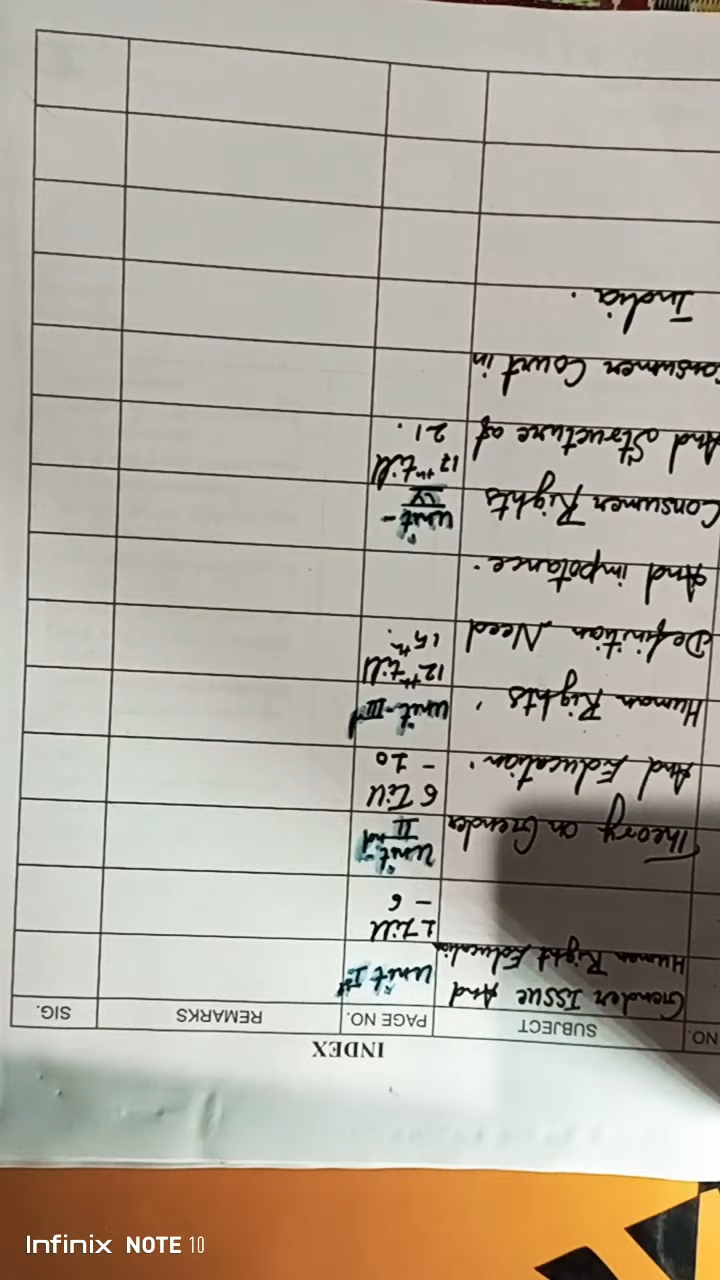 INDEX
NO. SUBJECT PAGE NO. REMARKS SIG.
Gender Issue And Unit Ist
Human Right Education 1 Till
- 6
Theory on Gender Unit - IInd
And Education. 6 Till
- 10
Human Rights, Unit-IIIrd
Definition Need 12th till
And impotance. 15th.
Consumer Rights Unit - IV
And Structure of 17th till
Consumer Court in 21.
India.
Infinix NOTE 10